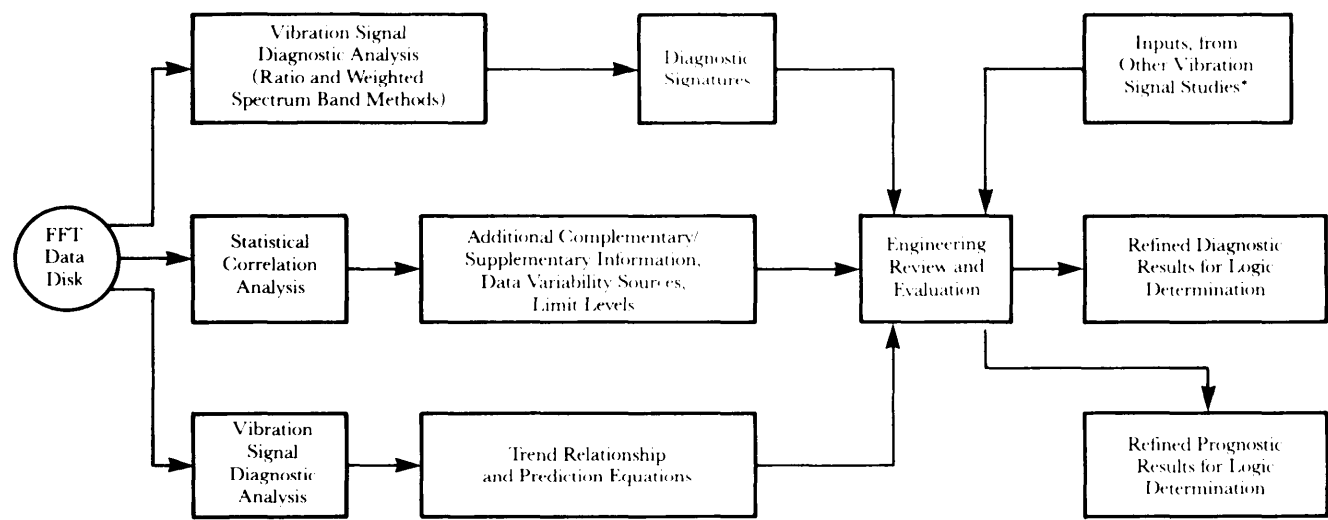 Vibration Signal
Diagnostic Analysis
(Ratio and Weighted
Spectrum Band Methods)
Diagnostic
Signatures
Inputs, from
Other Vibration
Signal Studies*
FFT
Data
Disk
Statistical
Correlation
Analysis
Additional Complementary/
Supplementary Information,
Data Variability Sources,
Limit Levels
Engineering
Review and
Evaluation
Refined Diagnostic
Results for Logic
Determination
Vibration
Signal
Diagnostic
Analysis
Trend Relationship
and Prediction Equations
Refined Prognostic
Results for Logic
Determination